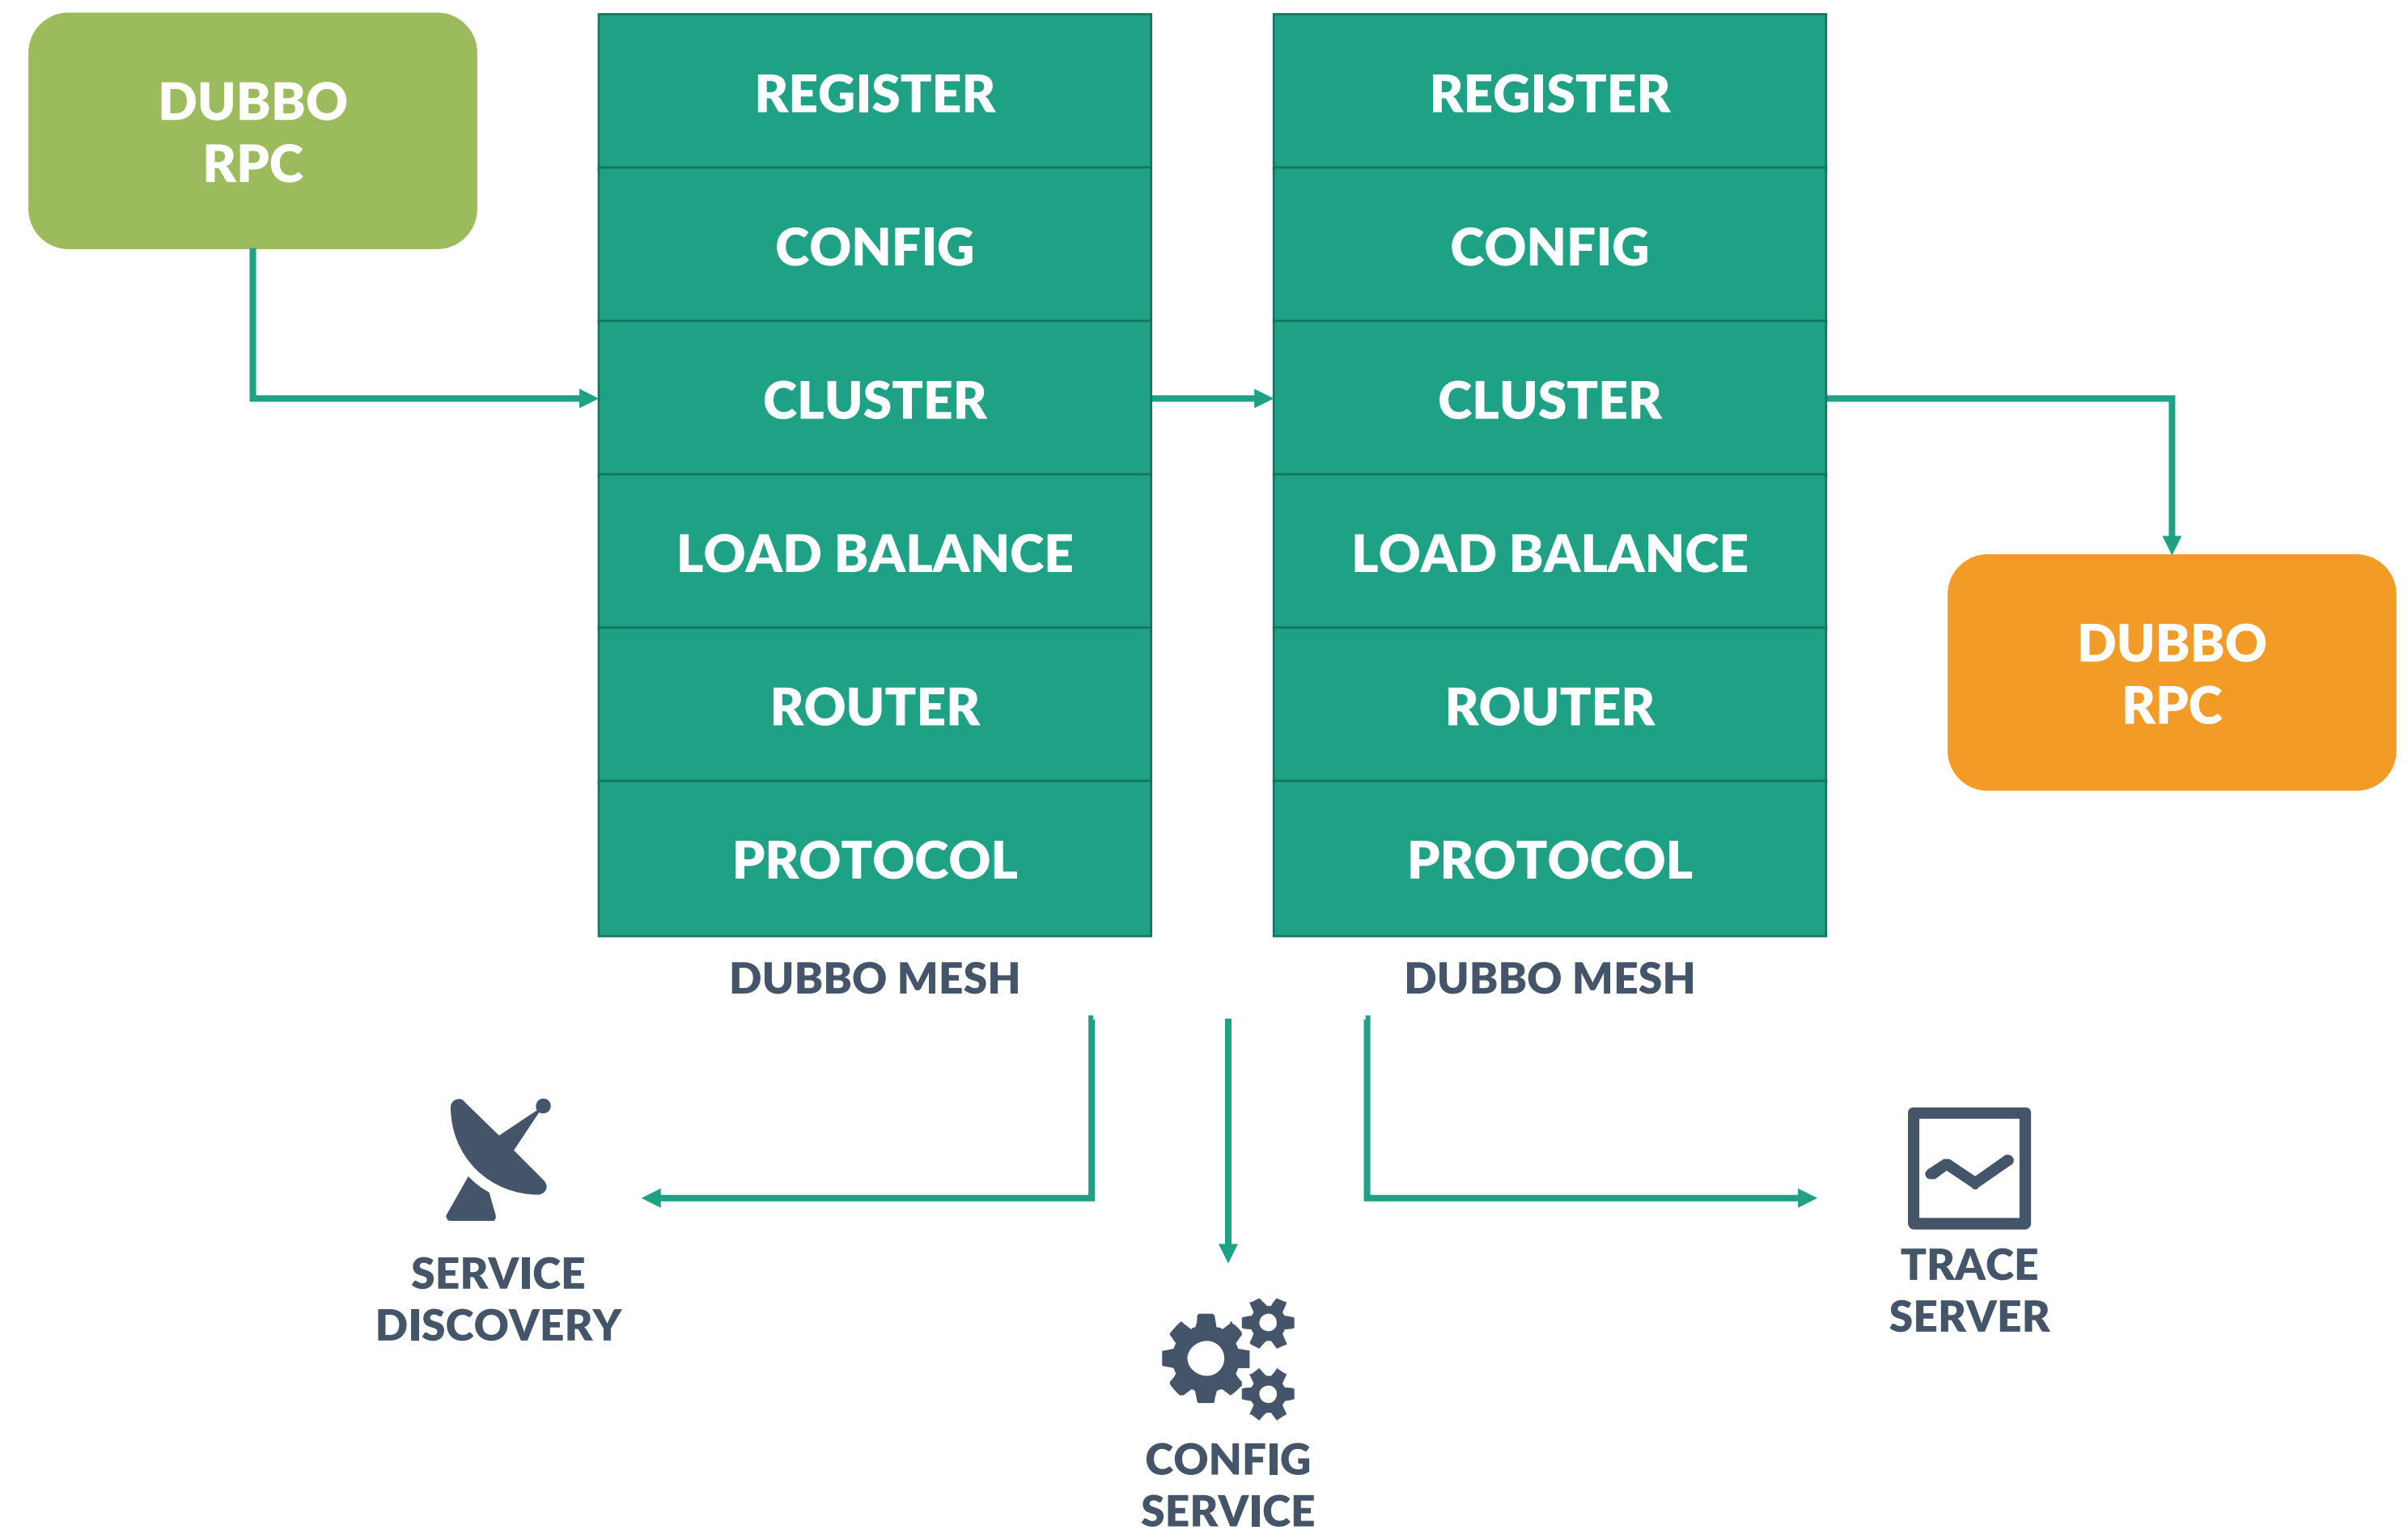 DUBBO
RPC
REGISTER
CONFIG
CLUSTER
LOAD BALANCE
ROUTER
PROTOCOL
DUBBO MESH
REGISTER
CONFIG
CLUSTER
LOAD BALANCE
ROUTER
PROTOCOL
DUBBO MESH
DUBBO
RPC
SERVICE
DISCOVERY
CONFIG
SERVICE
TRACE
SERVER